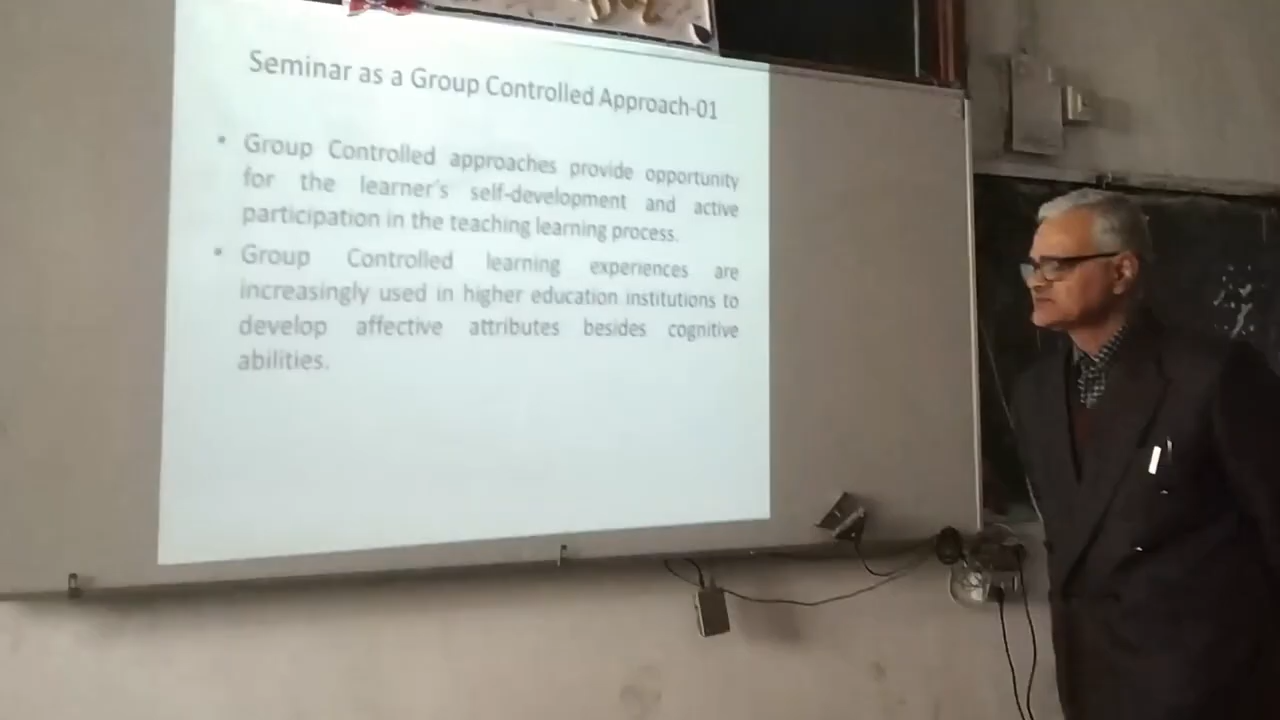 Seminar as a Group Controlled Approach-01
• Group Controlled approaches provide opportunity
for the learner's self-development and active
participation in the teaching learning process.
• Group Controlled learning experiences are
increasingly used in higher education institutions to
develop affective attributes besides cognitive
abilities.